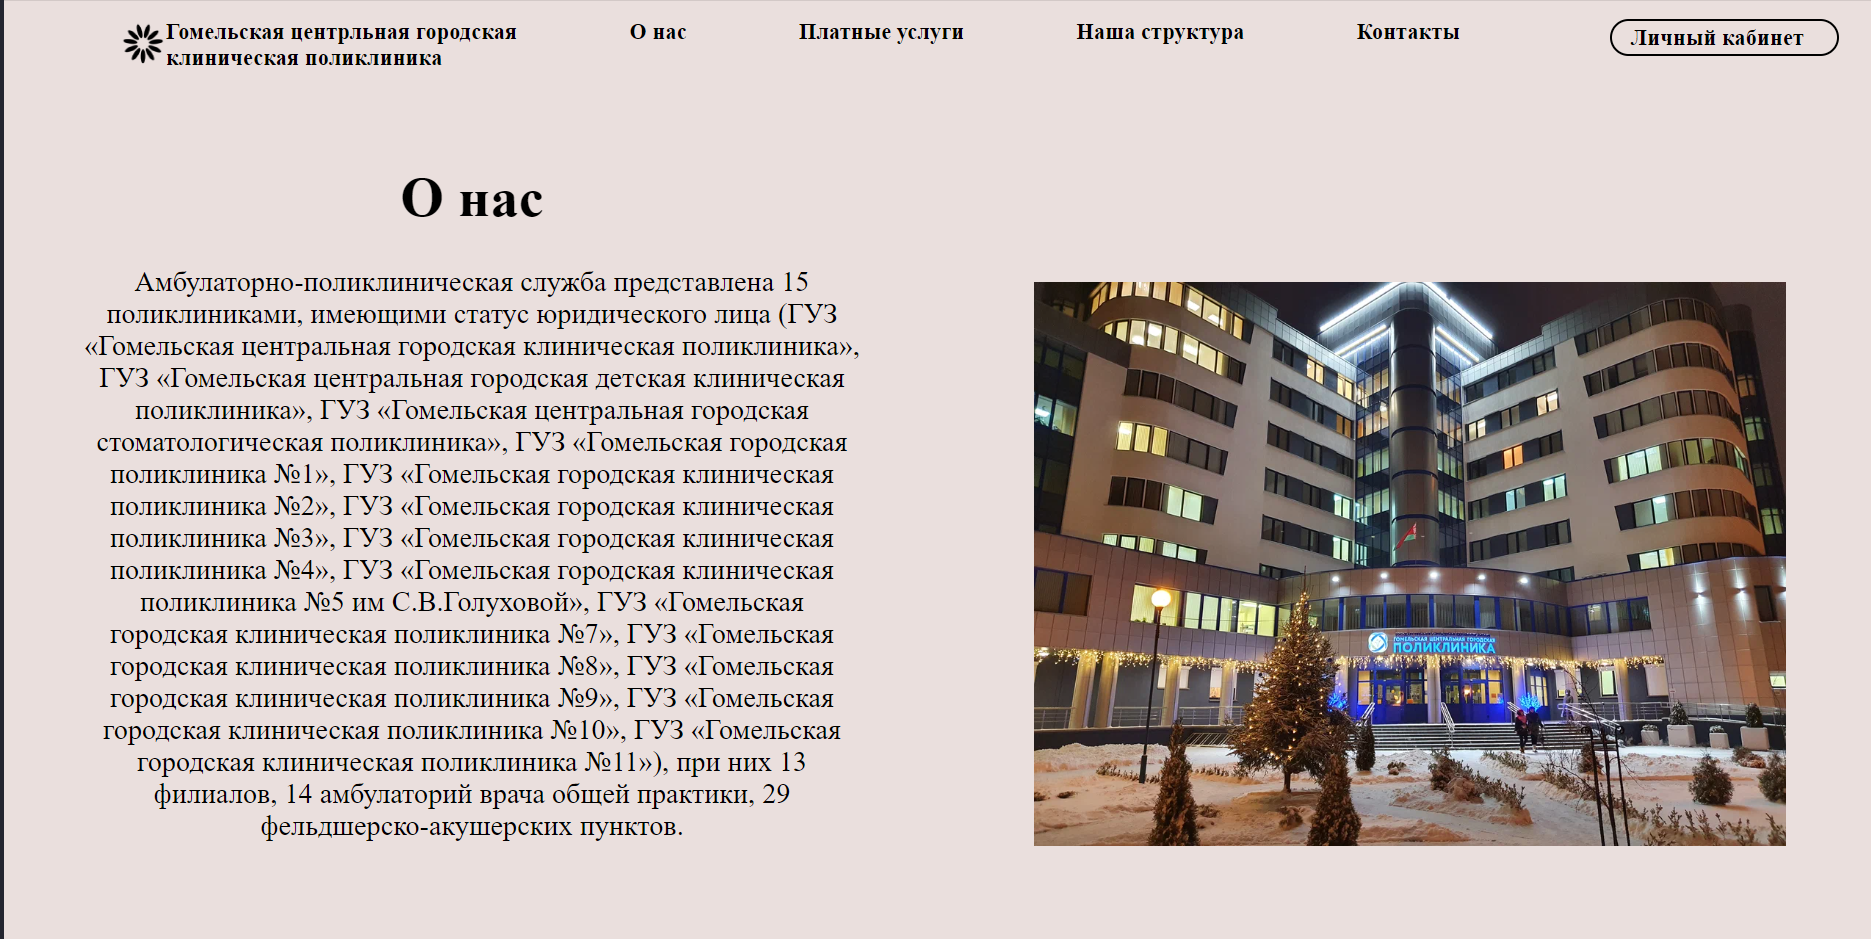 Гомельская центрльная городская
клиническая поликлиника
О нас
Платные услуги
Наша структура
Контакты
Личный кабинет
О нас
Амбулаторно-поликлиническая служба представлена 15
поликлиниками, имеющими статус юридического лица (ГУЗ
«Гомельская центральная городская клиническая поликлиника»,
ГУЗ «Гомельская центральная городская детская клиническая
поликлиника», ГУЗ «Гомельская центральная городская
стоматологическая поликлиника», ГУЗ «Гомельская городская
поликлиника №1», ГУЗ «Гомельская городская клиническая
поликлиника №2», ГУЗ «Гомельская городская клиническая
поликлиника №3», ГУЗ «Гомельская городская клиническая
поликлиника №4», ГУЗ «Гомельская городская клиническая
поликлиника №5 им С.В.Голуховой», ГУЗ «Гомельская
городская клиническая поликлиника №7», ГУЗ «Гомельская
городская клиническая поликлиника №8», ГУЗ «Гомельская
городская клиническая поликлиника №9», ГУЗ «Гомельская
городская клиническая поликлиника №10», ГУЗ «Гомельская
городская клиническая поликлиника №11»), при них 13
филиалов, 14 амбулаторий врача общей практики, 29
фельдшерско-акушерских пунктов.
ГОМЕЛЬСКАЯ ЦЕНТРАЛЬНАЯ ГОРОДСКАЯ
ПОЛИКЛИНИКА